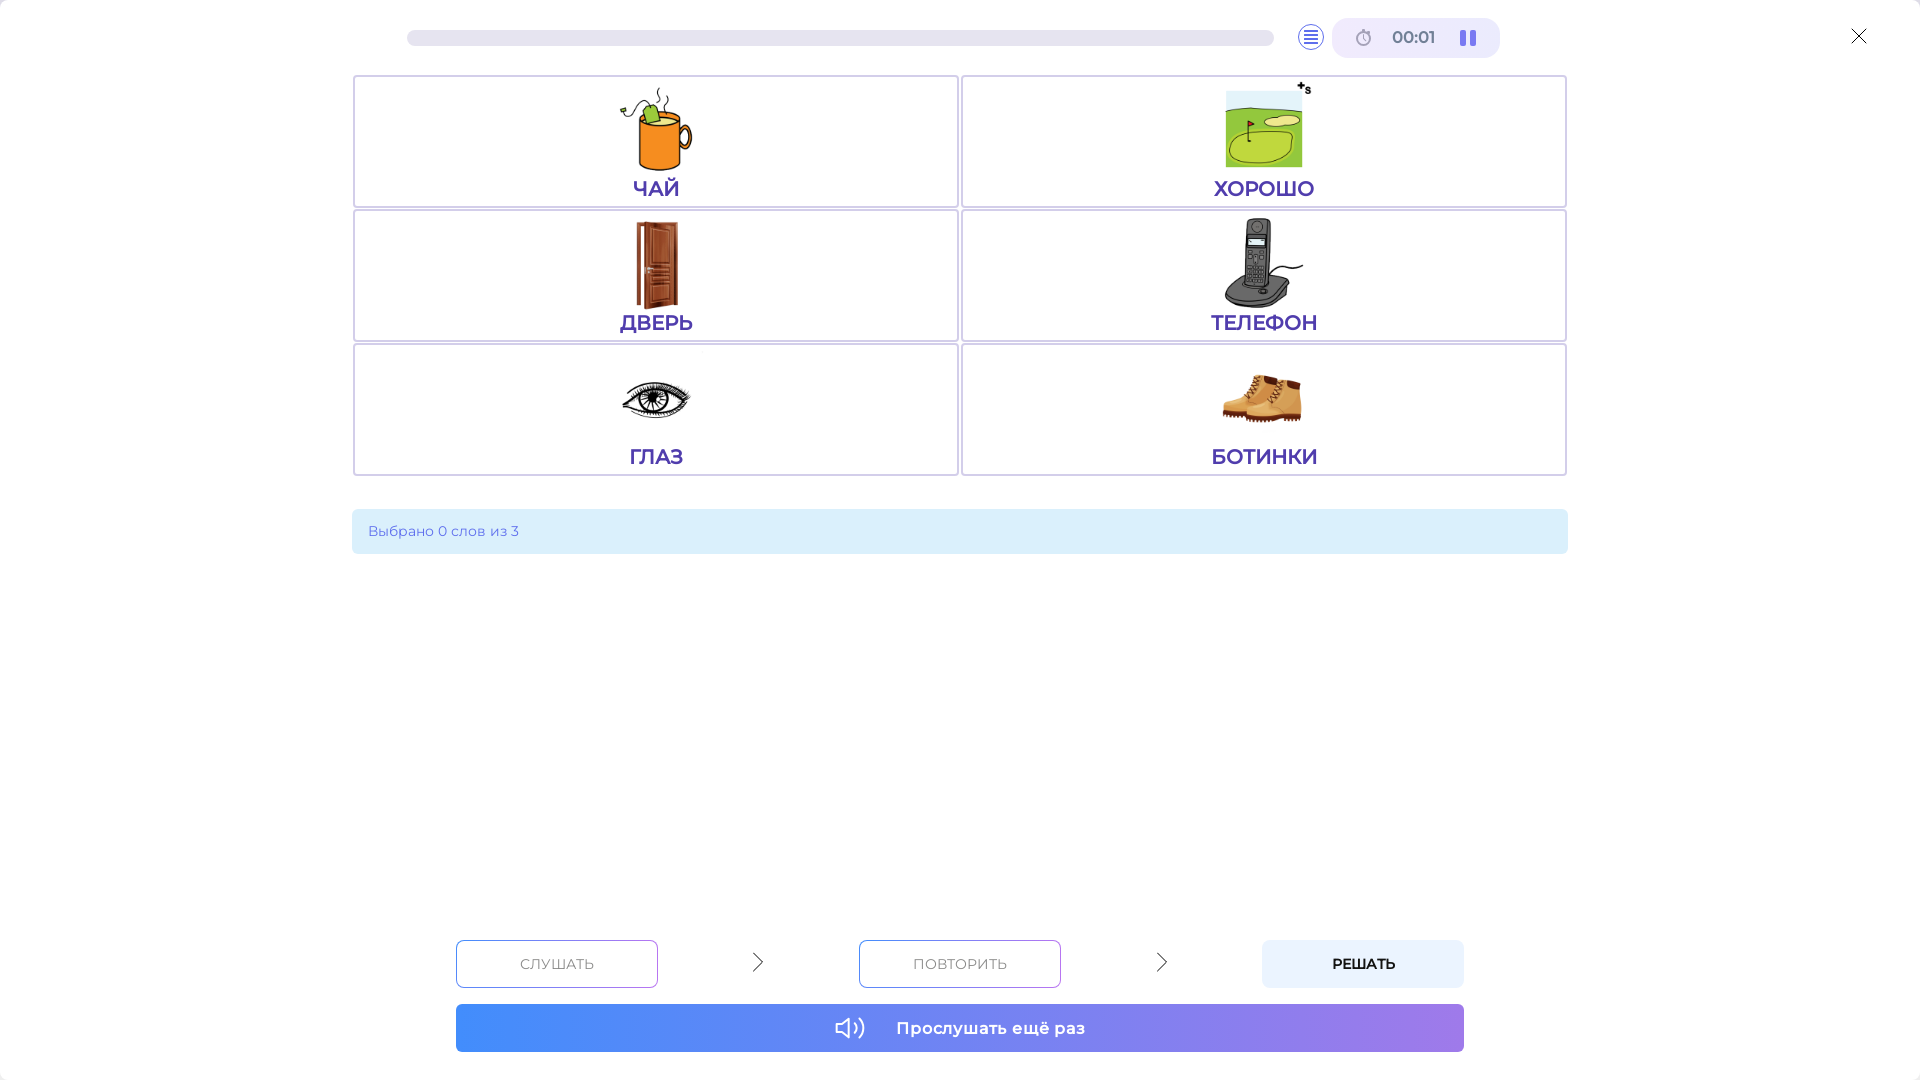 00:01
ЧАЙ
+s
ХОРОШО
ДВЕРЬ
ТЕЛЕФОН
ГЛАЗ
БОТИНКИ
Выбрано 0 слов из 3
СЛУШАТЬ
ПОВТОРИТЬ
РЕШАТЬ
Прослушать ещё раз